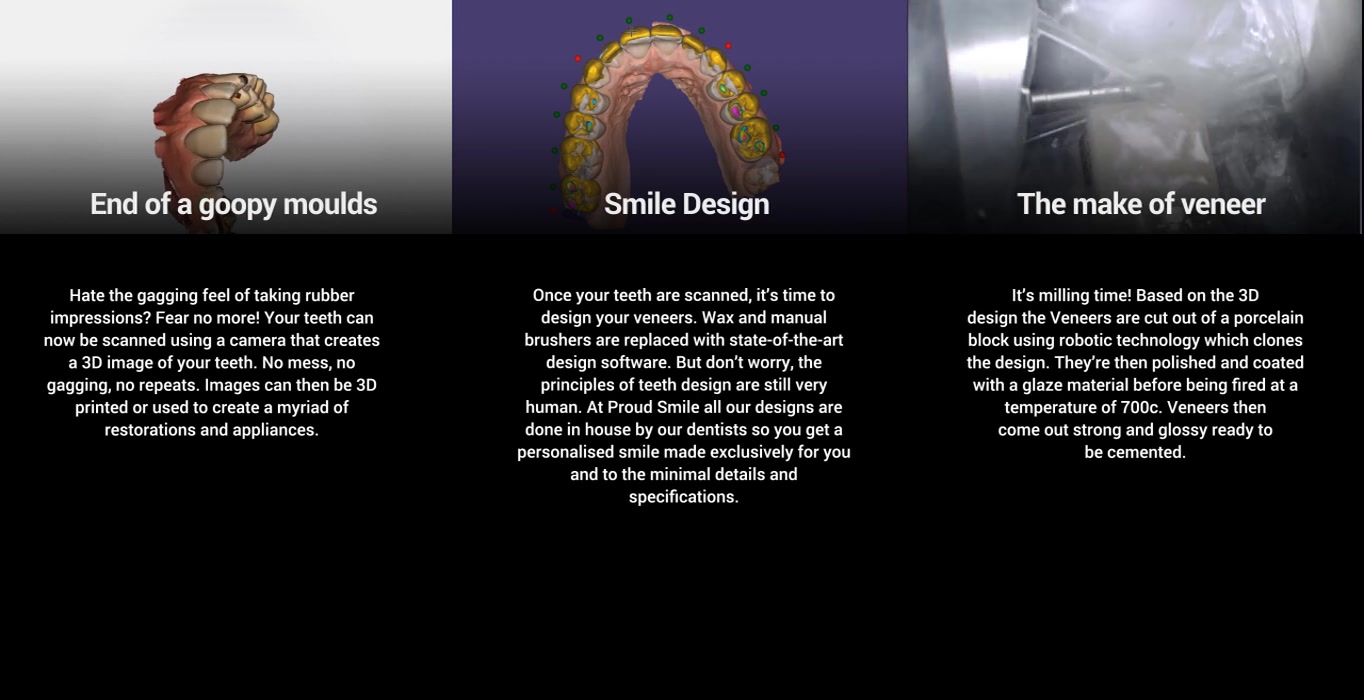 End of a goopy moulds
Hate the gagging feel of taking rubber
impressions? Fear no more! Your teeth can
now be scanned using a camera that creates
a 3D image of your teeth. No mess, no
gagging, no repeats. Images can then be 3D
printed or used to create a myriad of
restorations and appliances.
Smile Design
Once your teeth are scanned, it’s time to
design your veneers. Wax and manual
brushers are replaced with state-of-the-art
design software. But don’t worry, the
principles of teeth design are still very
human. At Proud Smile all our designs are
done in house by our dentists so you get a
personalised smile made exclusively for you
and to the minimal details and
specifications.
The make of veneer
It’s milling time! Based on the 3D
design the Veneers are cut out of a porcelain
block using robotic technology which clones
the design. They’re then polished and coated
with a glaze material before being fired at a
temperature of 700c. Veneers then
come out strong and glossy ready to
be cemented.